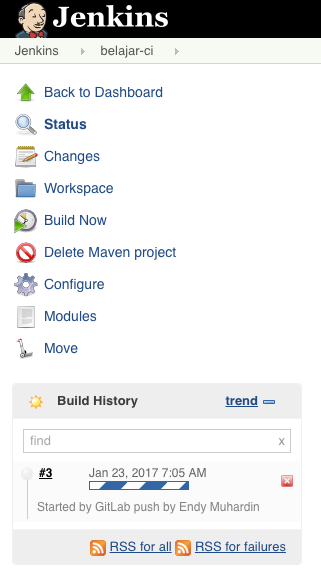 Jenkins
Jenkins belajar-ci
Back to Dashboard
Status
Changes
Workspace
Build Now
Delete Maven project
Configure
Modules
Move
Build History trend
find x
#3 Jan 23, 2017 7:05 AM
Started by GitLab push by Endy Muhardin
RSS for all RSS for failures